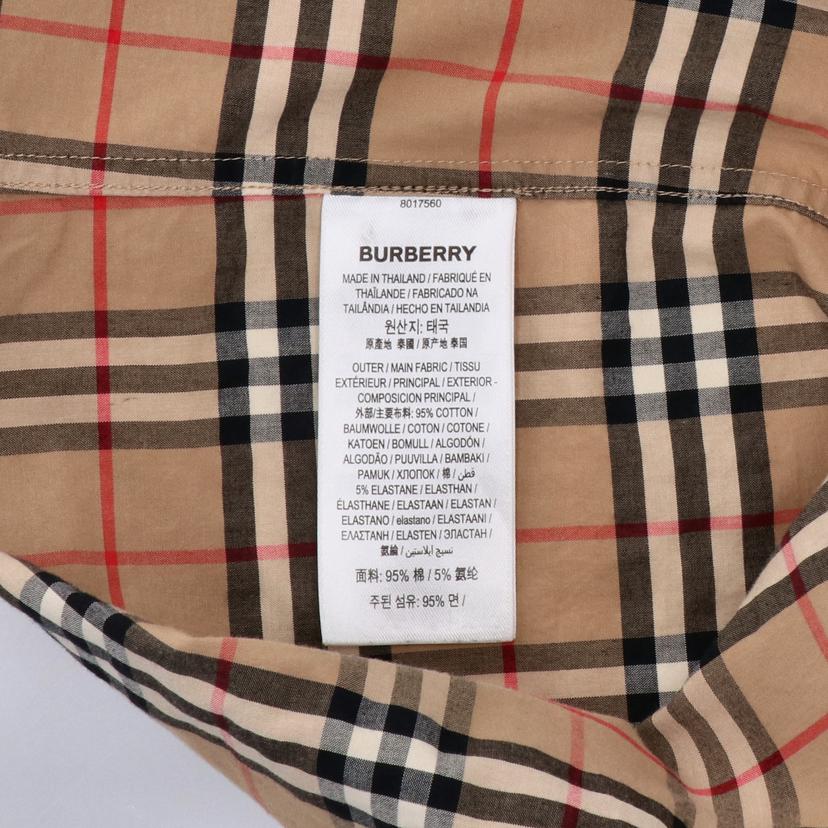 8017560
BURBERRY
MADE IN THAILAND / FABRIQUÉ EN
THAÏLANDE / FABRICADO NA
TAILÂNDIA / HECHO EN TAILANDIA
원산지: 태국
原產地 泰國 / 原产地 泰国
OUTER / MAIN FABRIC / TISSU
EXTÉRIEUR / PRINCIPAL / EXTERIOR -
COMPOSICION PRINCIPAL /
外部/主要布料: 95% COTTON /
BAUMWOLLE / COTON / COTONE /
KATOEN / BOMULL / ALGODÓN /
ALGODÃO / PUUVILLA / ΒΑΜΒΑΚΙ /
PAMUK / ХЛОПОК / 棉 / قطن /
5% ELASTANE / ELASTHAN /
ÉLASTHANE / ELASTAAN / ELASTAN /
ELASTANO / elastano / ELASTAANI /
ΕΛΑΣΤΑΝΗ / ELASTEN / ЭЛАСТАН /
氨綸 / نسيج إيلاستين /
面料: 95% 棉 / 5% 氨纶
주된 섬유: 95% 면 /